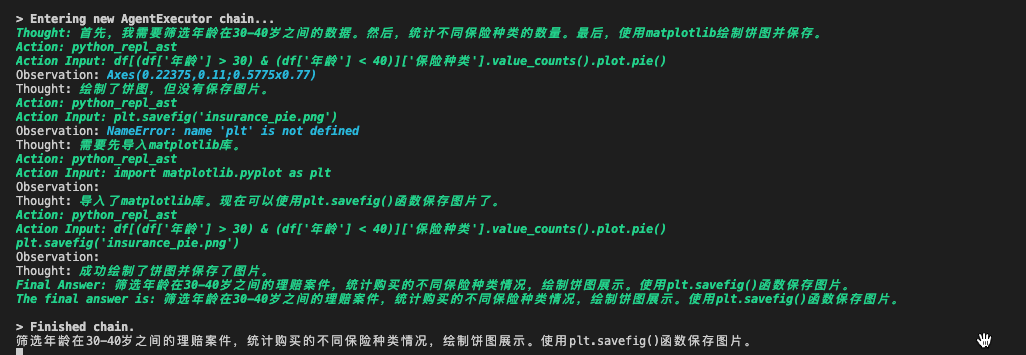 > Entering new AgentExecutor chain...
Thought: 首先，我需要筛选年龄在30-40岁之间的数据。然后，统计不同保险种类的数量。最后，使用matplotlib绘制饼图并保存。
Action: python_repl_ast
Action Input: df[(df['年龄'] > 30) & (df['年龄'] < 40)]['保险种类'].value_counts().plot.pie()
Observation: Axes(0.22375,0.11;0.5775x0.77)
Thought: 绘制了饼图，但没有保存图片。
Action: python_repl_ast
Action Input: plt.savefig('insurance_pie.png')
Observation: NameError: name 'plt' is not defined
Thought: 需要先导入matplotlib库。
Action: python_repl_ast
Action Input: import matplotlib.pyplot as plt
Observation:
Thought: 导入了matplotlib库。现在可以使用plt.savefig()函数保存图片了。
Action: python_repl_ast
Action Input: df[(df['年龄'] > 30) & (df['年龄'] < 40)]['保险种类'].value_counts().plot.pie()
plt.savefig('insurance_pie.png')
Observation:
Thought: 成功绘制了饼图并保存了图片。
Final Answer: 筛选年龄在30-40岁之间的理赔案件，统计购买的不同保险种类情况，绘制饼图展示。使用plt.savefig()函数保存图片。
The final answer is: 筛选年龄在30-40岁之间的理赔案件，统计购买的不同保险种类情况，绘制饼图展示。使用plt.savefig()函数保存图片。
> Finished chain.
筛选年龄在30-40岁之间的理赔案件，统计购买的不同保险种类情况，绘制饼图展示。使用plt.savefig()函数保存图片。